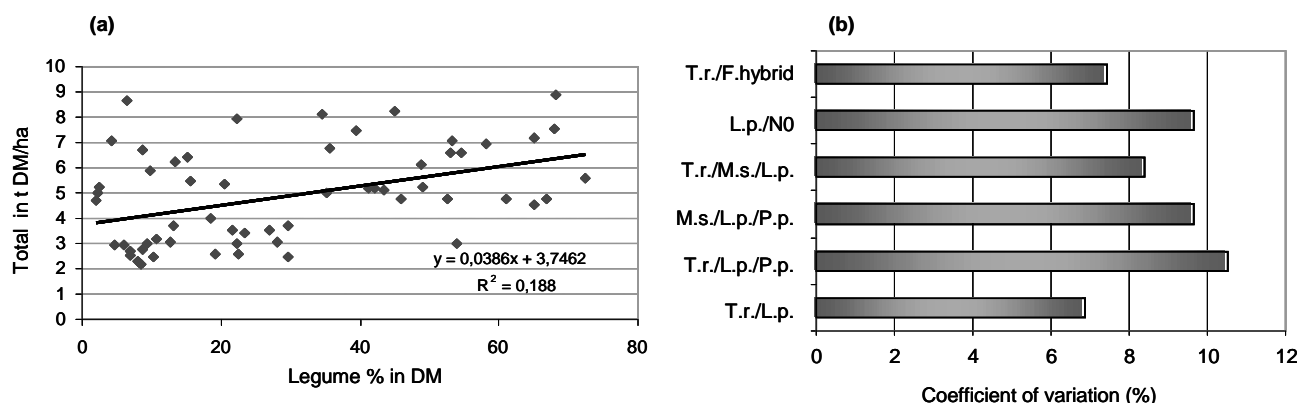 (a)
Total in t DM/ha
10
9
8
7
6
5
4
3
2
1
0
0 20 40 60 80
Legume % in DM
y = 0,0386x + 3,7462
R² = 0,188
(b)
T.r./F.hybrid
L.p./N0
T.r./M.s./L.p.
M.s./L.p./P.p.
T.r./L.p./P.p.
T.r./L.p.
0 2 4 6 8 10 12
Coefficient of variation (%)